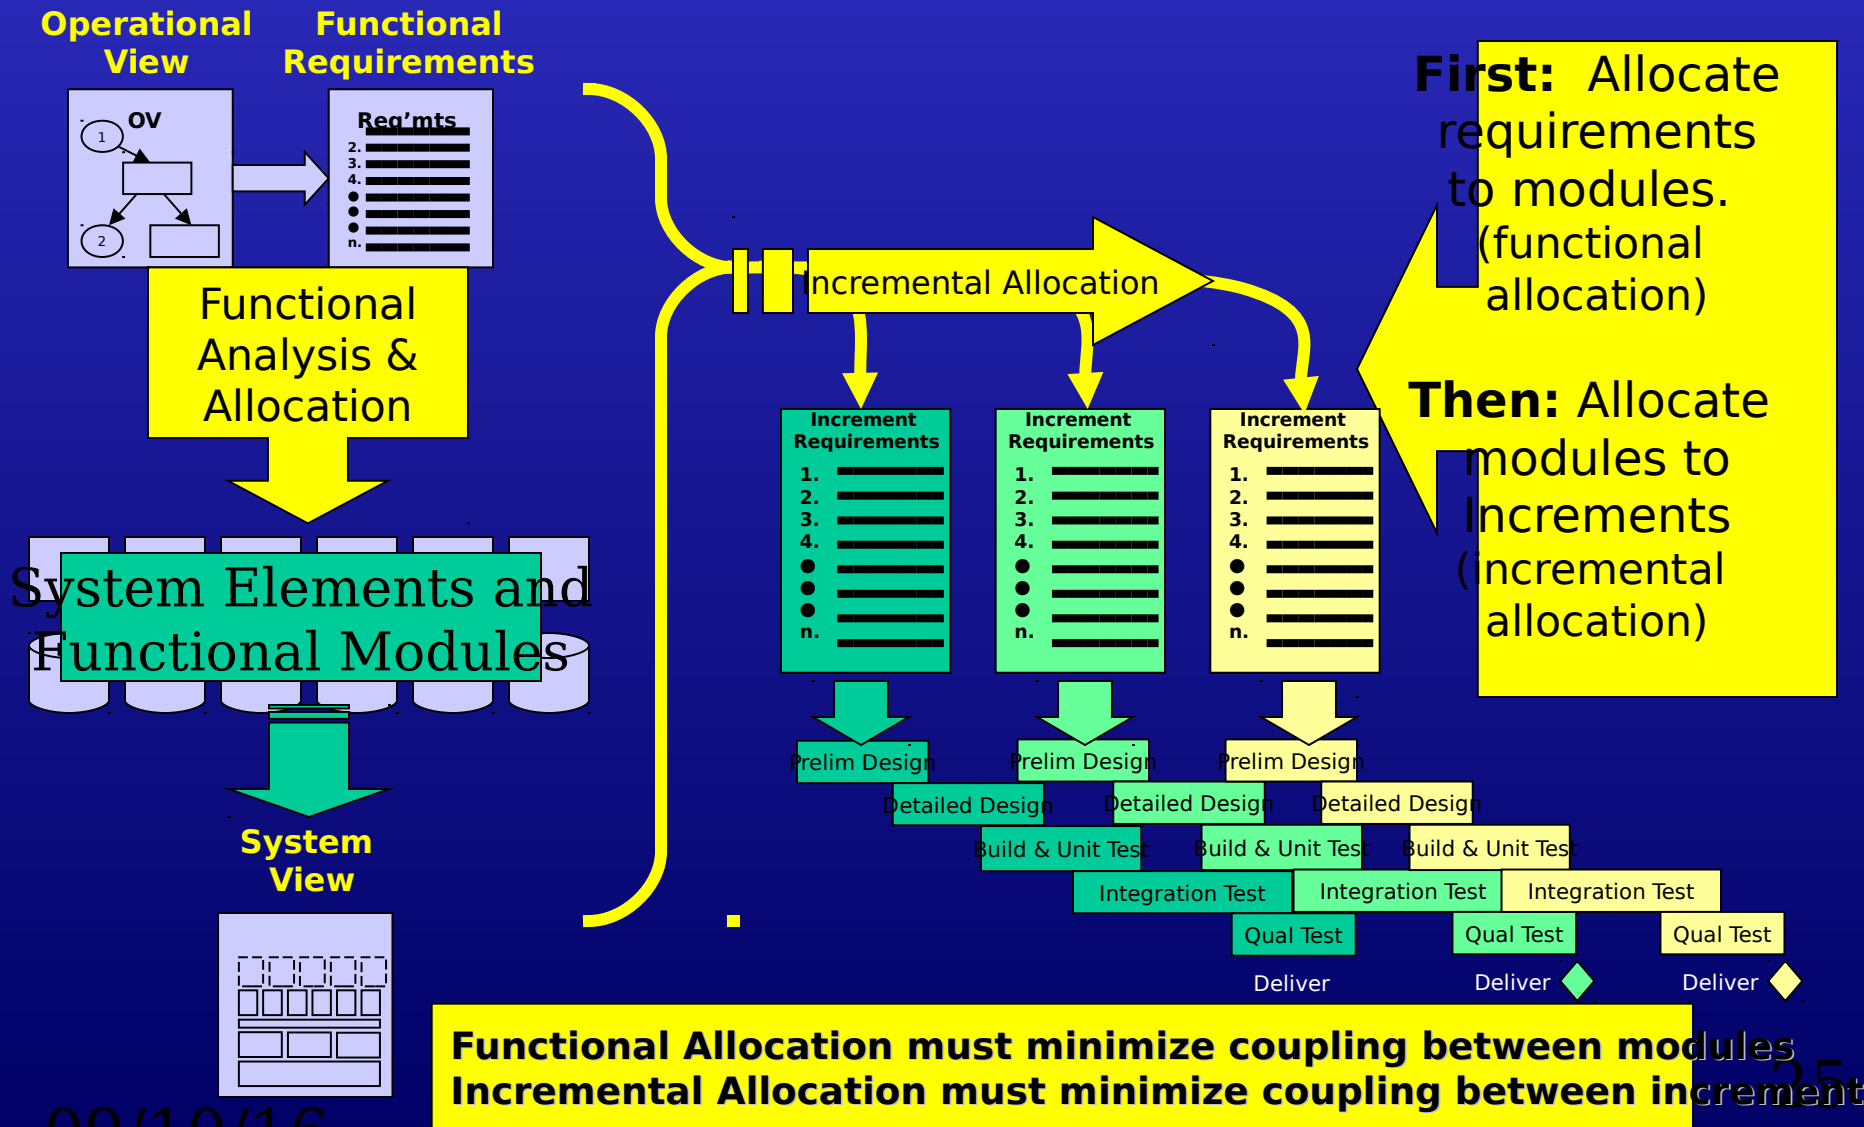 Operational
View
Functional
Requirements
OV
1
2
Req’mts
2.
3.
4.
n.
Functional
Analysis &
Allocation
System Elements and
Functional Modules
System
View
Incremental Allocation
Increment
Requirements
1.
2.
3.
4.
n.
Increment
Requirements
1.
2.
3.
4.
n.
Increment
Requirements
1.
2.
3.
4.
n.
First: Allocate
requirements
to modules.
(functional
allocation)
Then: Allocate
modules to
Increments
(incremental
allocation)
Prelim Design
Detailed Design
Build & Unit Test
Integration Test
Qual Test
Deliver
Prelim Design
Detailed Design
Build & Unit Test
Integration Test
Qual Test
Deliver
Prelim Design
Detailed Design
Build & Unit Test
Integration Test
Qual Test
Deliver
Functional Allocation must minimize coupling between modules
Incremental Allocation must minimize coupling between increment
25